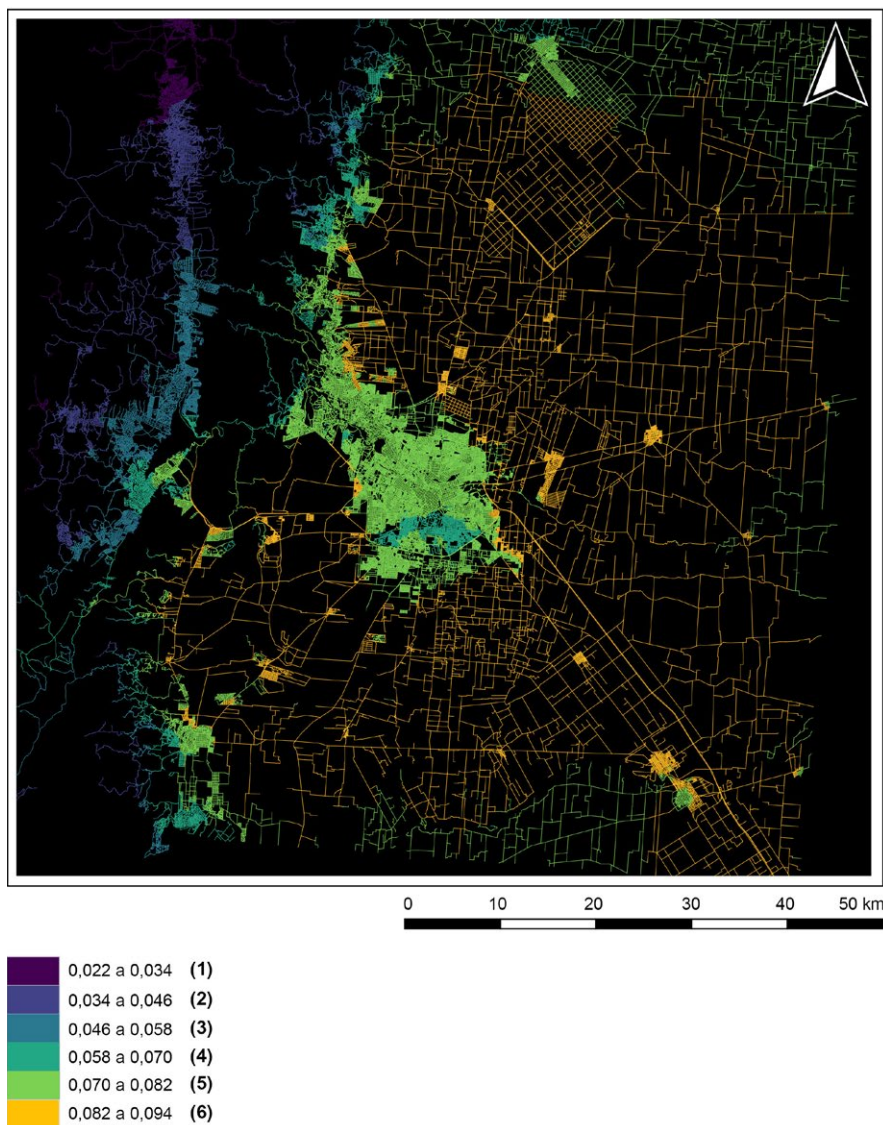 0 10 20 30 40 50 km
0,022 a 0,034 (1)
0,034 a 0,046 (2)
0,046 a 0,058 (3)
0,058 a 0,070 (4)
0,070 a 0,082 (5)
0,082 a 0,094 (6)